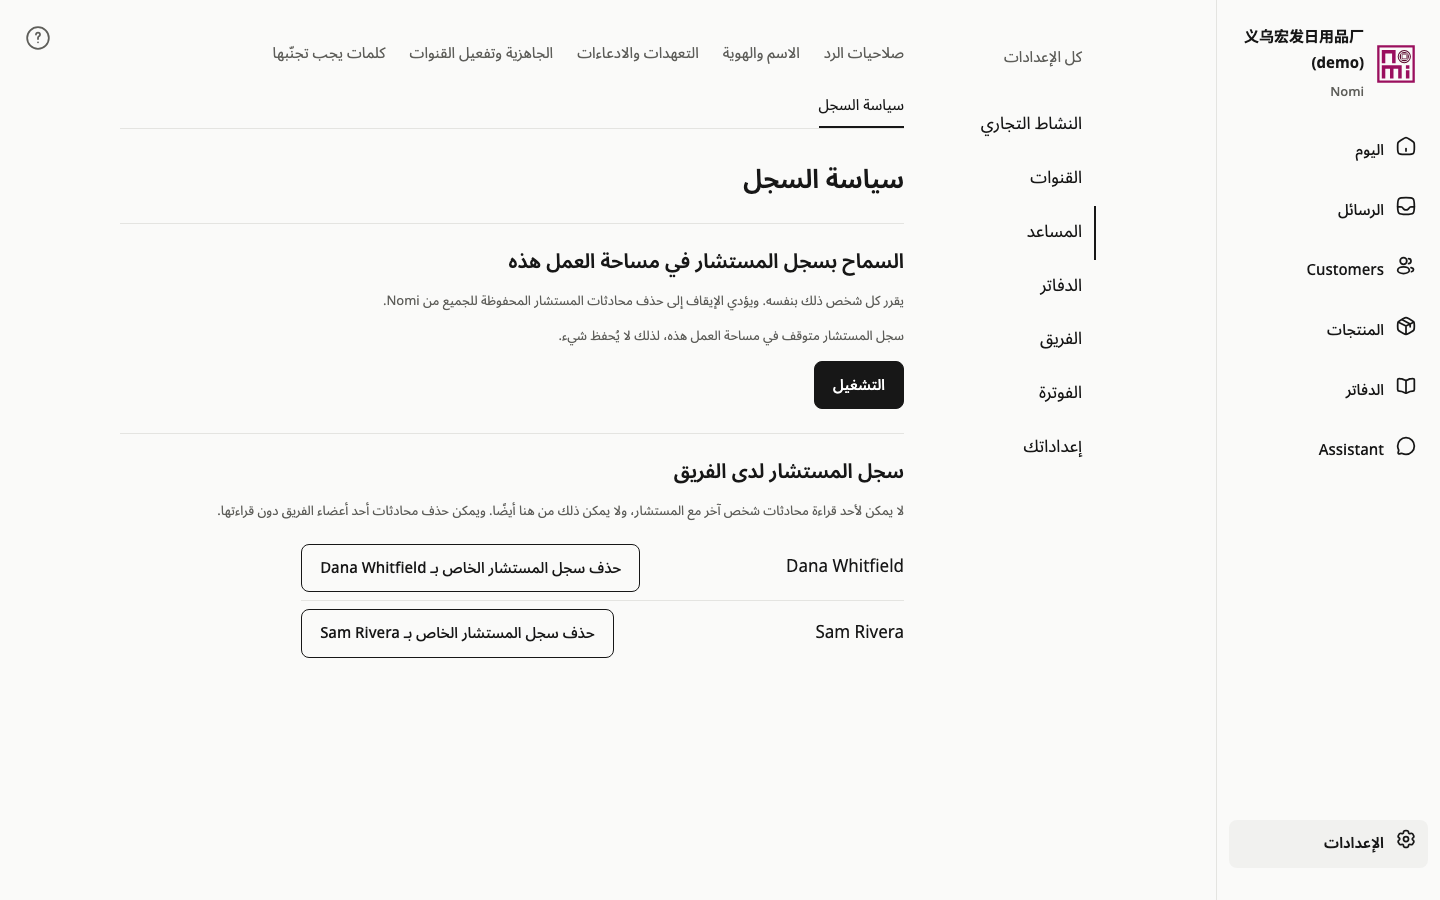 义乌宏发日用品厂
(demo)
Nomi
اليوم
الرسائل
Customers
المنتجات
الدفاتر
Assistant
الإعدادات
كل الإعدادات
النشاط التجاري
القنوات
المساعد
الدفاتر
الفريق
الفوترة
إعداداتك
صلاحيات الرد الاسم والهوية التعهدات والادعاءات الجاهزية وتفعيل القنوات كلمات يجب تجنّبها
سياسة السجل
سياسة السجل
السماح بسجل المستشار في مساحة العمل هذه
يقرر كل شخص ذلك بنفسه. ويؤدي الإيقاف إلى حذف محادثات المستشار المحفوظة للجميع من Nomi.
سجل المستشار متوقف في مساحة العمل هذه، لذلك لا يُحفظ شيء.
التشغيل
سجل المستشار لدى الفريق
لا يمكن لأحد قراءة محادثات شخص آخر مع المستشار، ولا يمكن ذلك من هنا أيضًا. ويمكن حذف محادثات أحد أعضاء الفريق دون قراءتها.
Dana Whitfield
حذف سجل المستشار الخاص بـ Dana Whitfield
Sam Rivera
حذف سجل المستشار الخاص بـ Sam Rivera